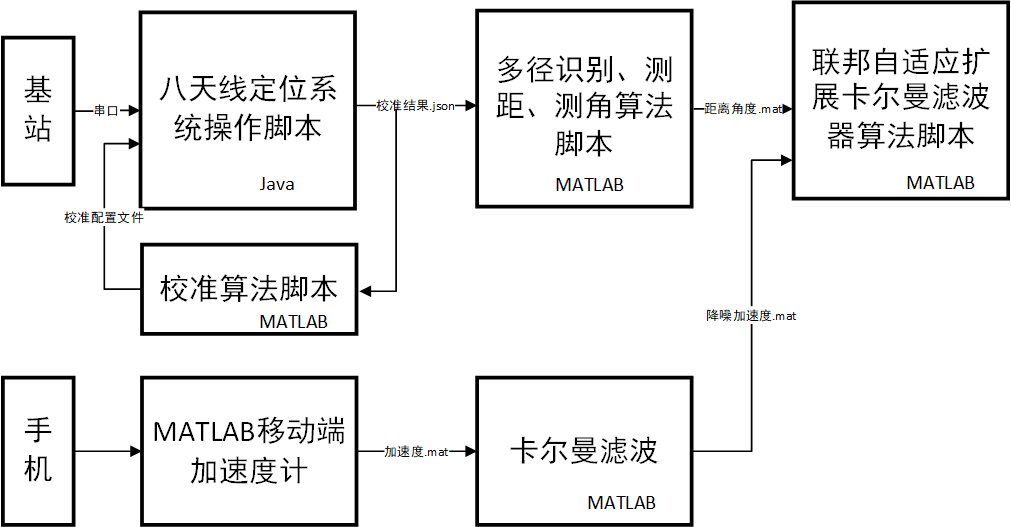 基
站
串口
八天线定位系
统操作脚本
Java
校准结果.json
多径识别、测
距、测角算法
脚本
MATLAB
距离角度.mat
联邦自适应扩
展卡尔曼滤波
器算法脚本
MATLAB
校准配置文件
校准算法脚本
MATLAB
降噪加速度.mat
手
机
MATLAB移动端
加速度计
加速度.mat
卡尔曼滤波
MATLAB